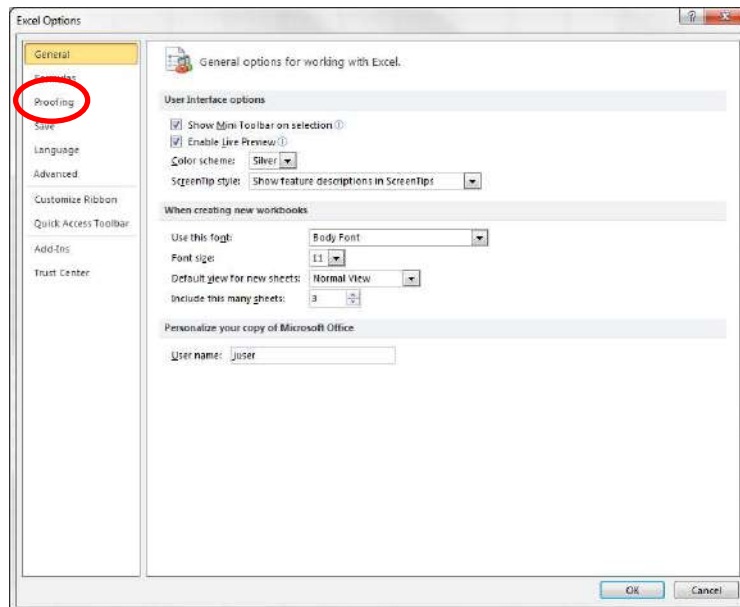 Excel Options
General
Formulas
Proofing
Save
Language
Advanced
Customize Ribbon
Quick Access Toolbar
Add-Ins
Trust Center
General options for working with Excel.
User Interface options
Show Mini Toolbar on selection
Enable Live Preview
Color scheme: Silver
ScreenTip style: Show feature descriptions in ScreenTips
When creating new workbooks
Use this font: Body Font
Font size: 11
Default view for new sheets: Normal View
Include this many sheets: 3
Personalize your copy of Microsoft Office
User name: juser
OK Cancel